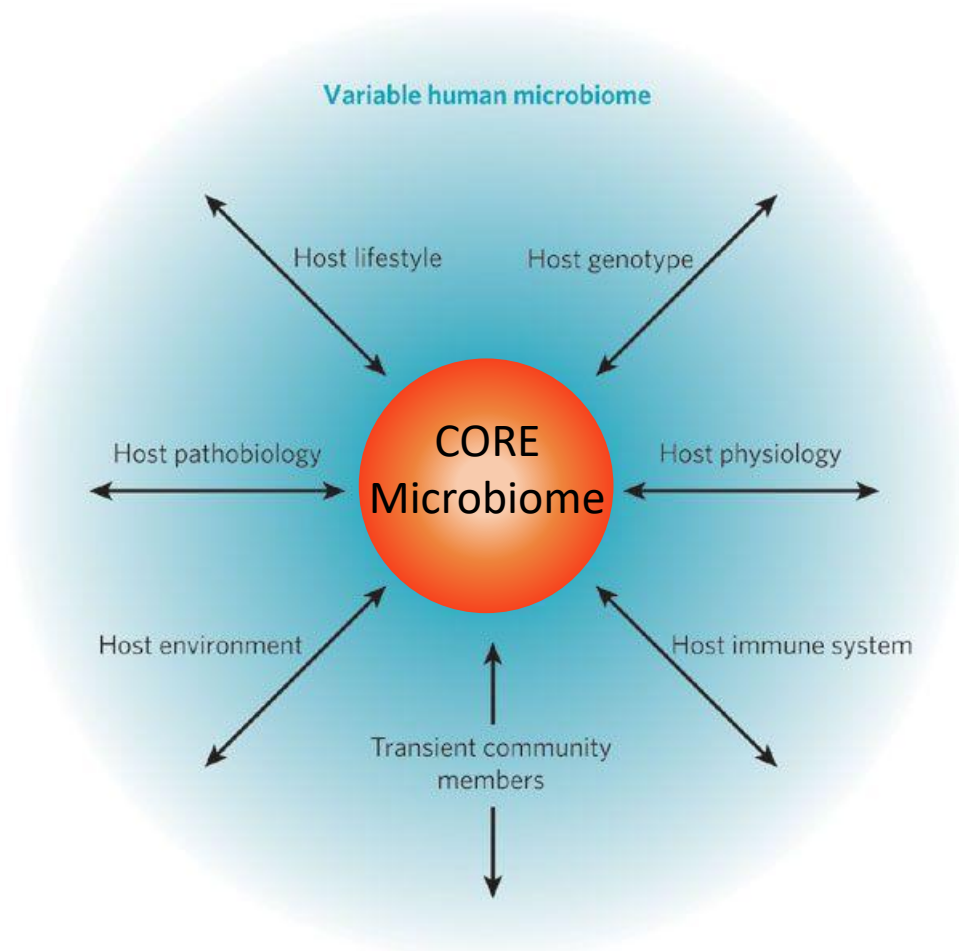 Variable human microbiome
Host lifestyle
Host genotype
CORE
Microbiome
Host pathobiology
Host physiology
Host environment
Host immune system
Transient community
members